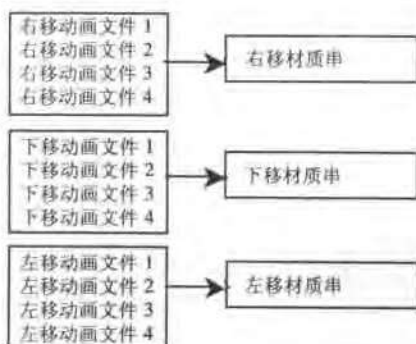 右移动画文件 1
右移动画文件 2
右移动画文件 3
右移动画文件 4
右移材质串
下移动画文件 1
下移动画文件 2
下移动画文件 3
下移动画文件 4
下移材质串
左移动画文件 1
左移动画文件 2
左移动画文件 3
左移动画文件 4
左移材质串